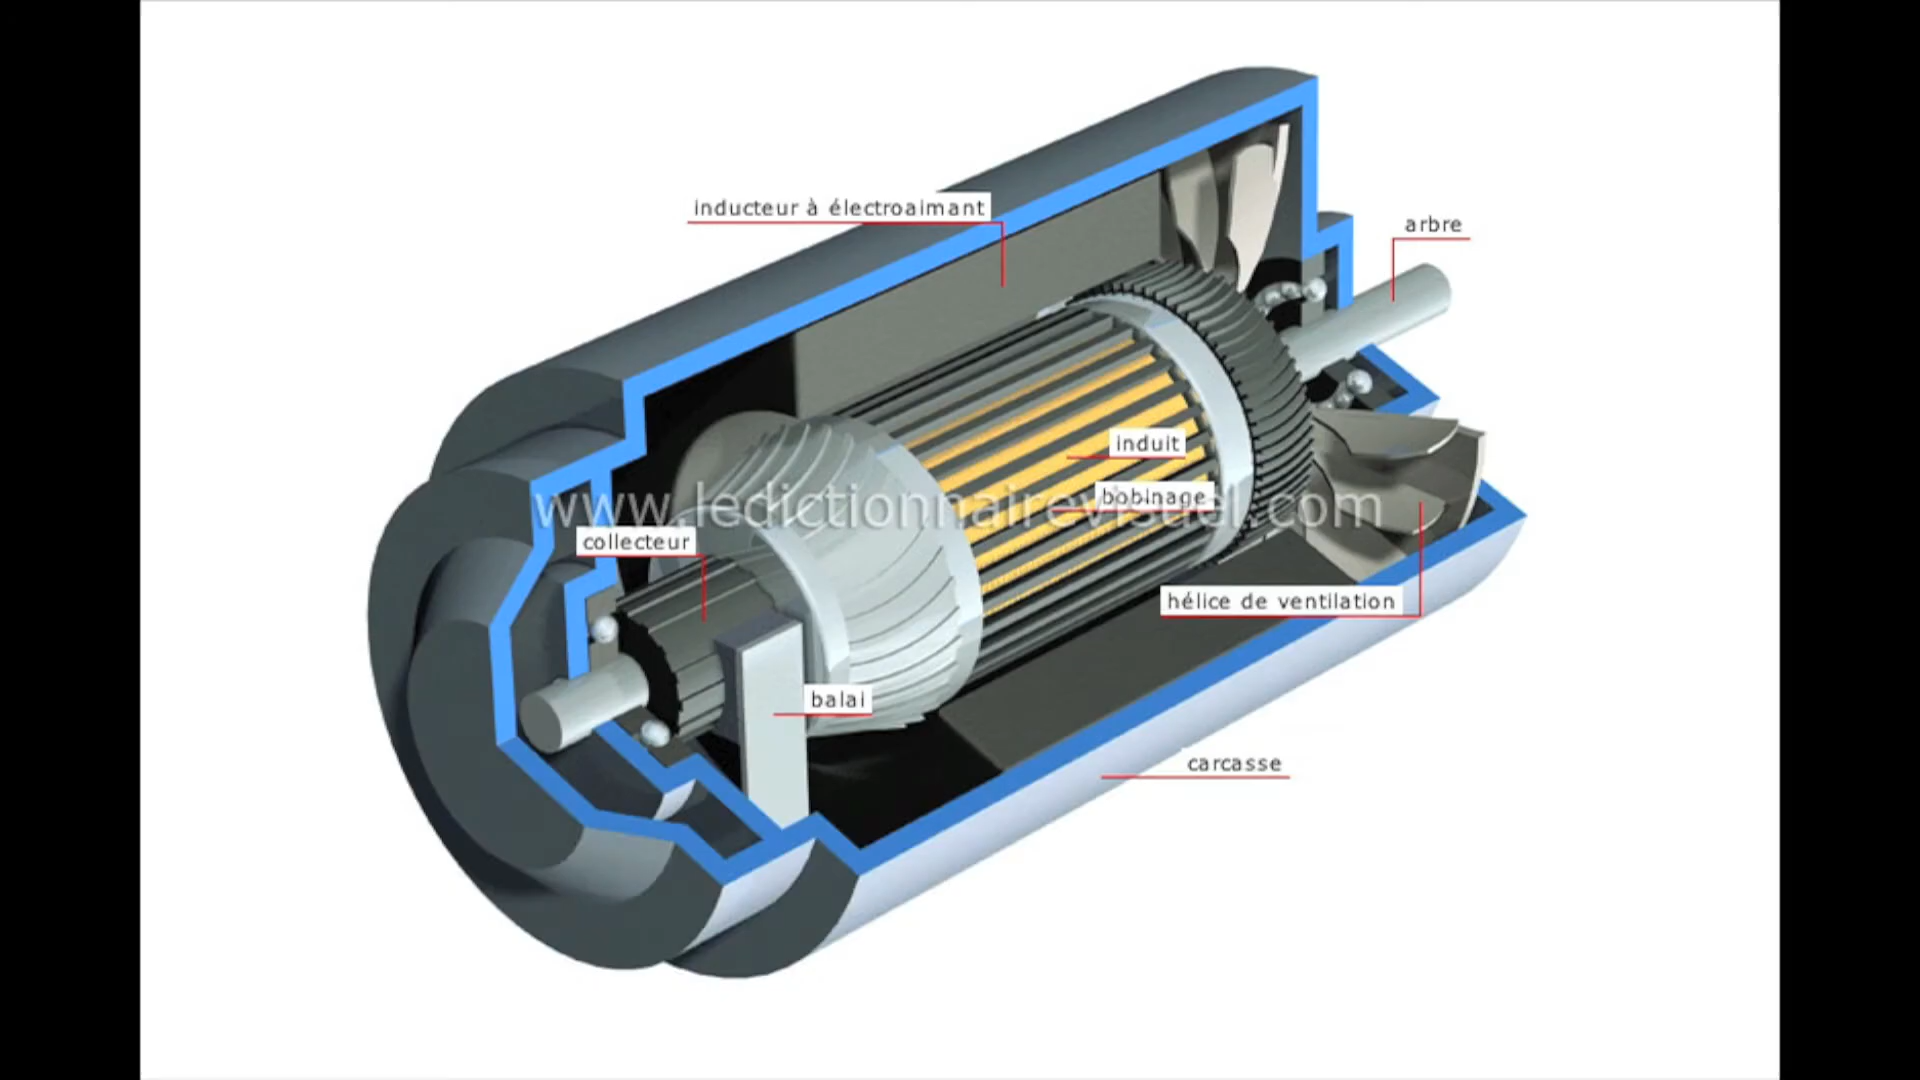 inducteur à électroaimant
arbre
induit
bobinage
www.ledictionnairevisuel.com
collecteur
hélice de ventilation
balai
carcasse